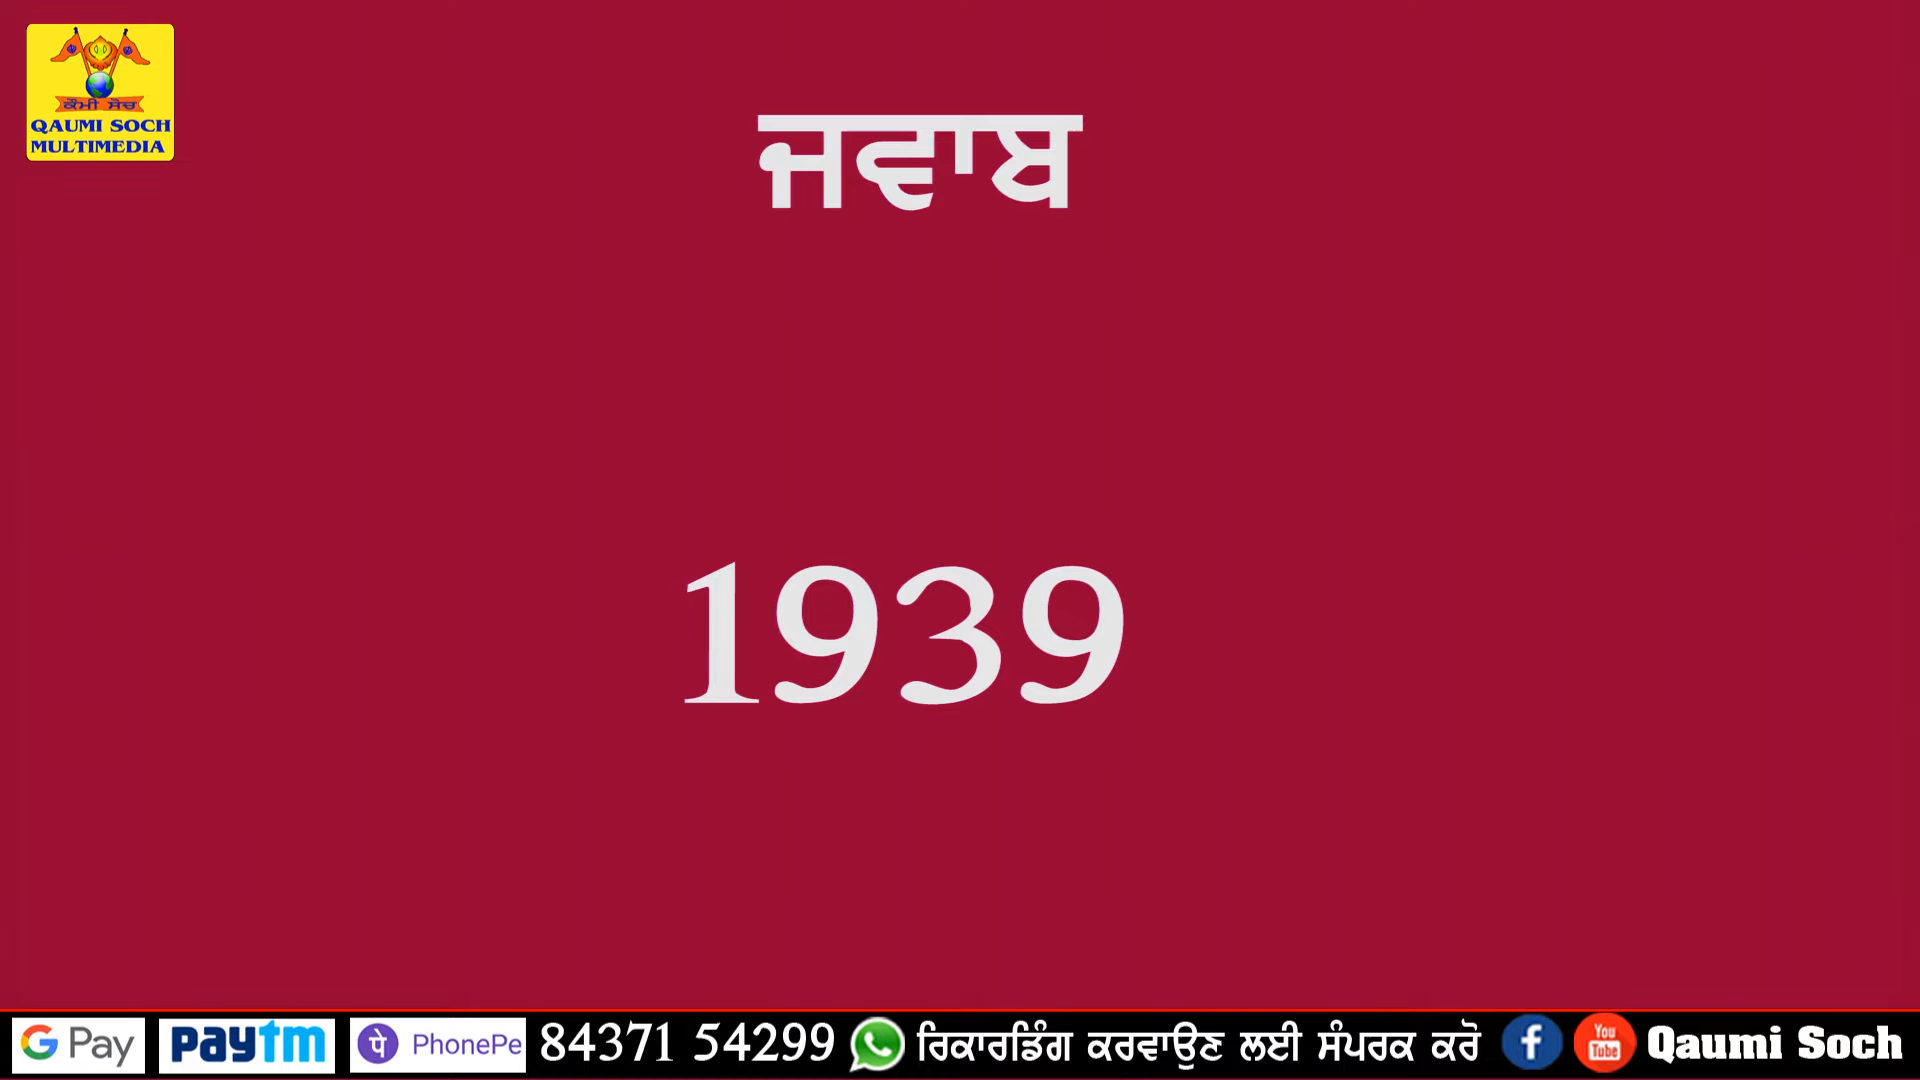 ਕੌਮੀ ਸੋਚ
QAUMI SOCH
MULTIMEDIA
ਜਵਾਬ
1939
G Pay paytm ਪੇ PhonePe 84371 54299 ਰਿਕਾਰਡਿੰਗ ਕਰਵਾਉਣ ਲਈ ਸੰਪਰਕ ਕਰੋ f You Tube Qaumi Soch